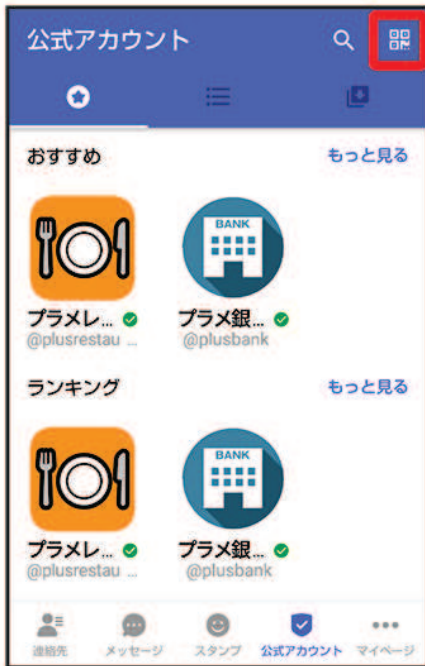 公式アカウント
おすすめ
もっと見る
BANK
プラメレ...
プラメ銀...
@plusrestau ...
@plusbank
ランキング
もっと見る
BANK
プラメレ...
プラメ銀...
@plusrestau ...
@plusbank
連絡先
メッセージ
スタンプ
公式アカウント
マイページ